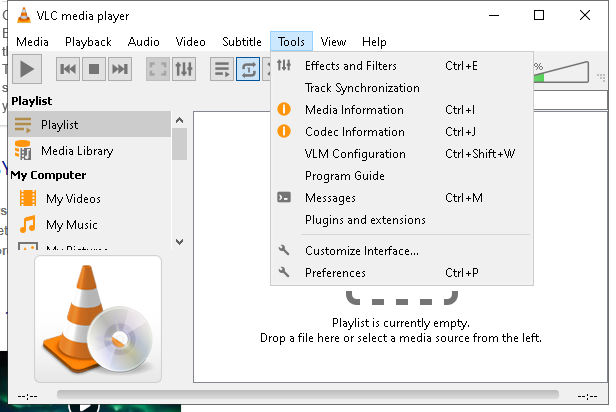 VLC media player
Media Playback Audio Video Subtitle Tools View Help
%
Playlist
Playlist
Media Library
My Computer
My Videos
My Music
My Pictures
Effects and Filters Ctrl+E
Track Synchronization
Media Information Ctrl+I
Codec Information Ctrl+J
VLM Configuration Ctrl+Shift+W
Program Guide
Messages Ctrl+M
Plugins and extensions
Customize Interface...
Preferences Ctrl+P
Playlist is currently empty.
Drop a file here or select a media source from the left.
--:-- --:--